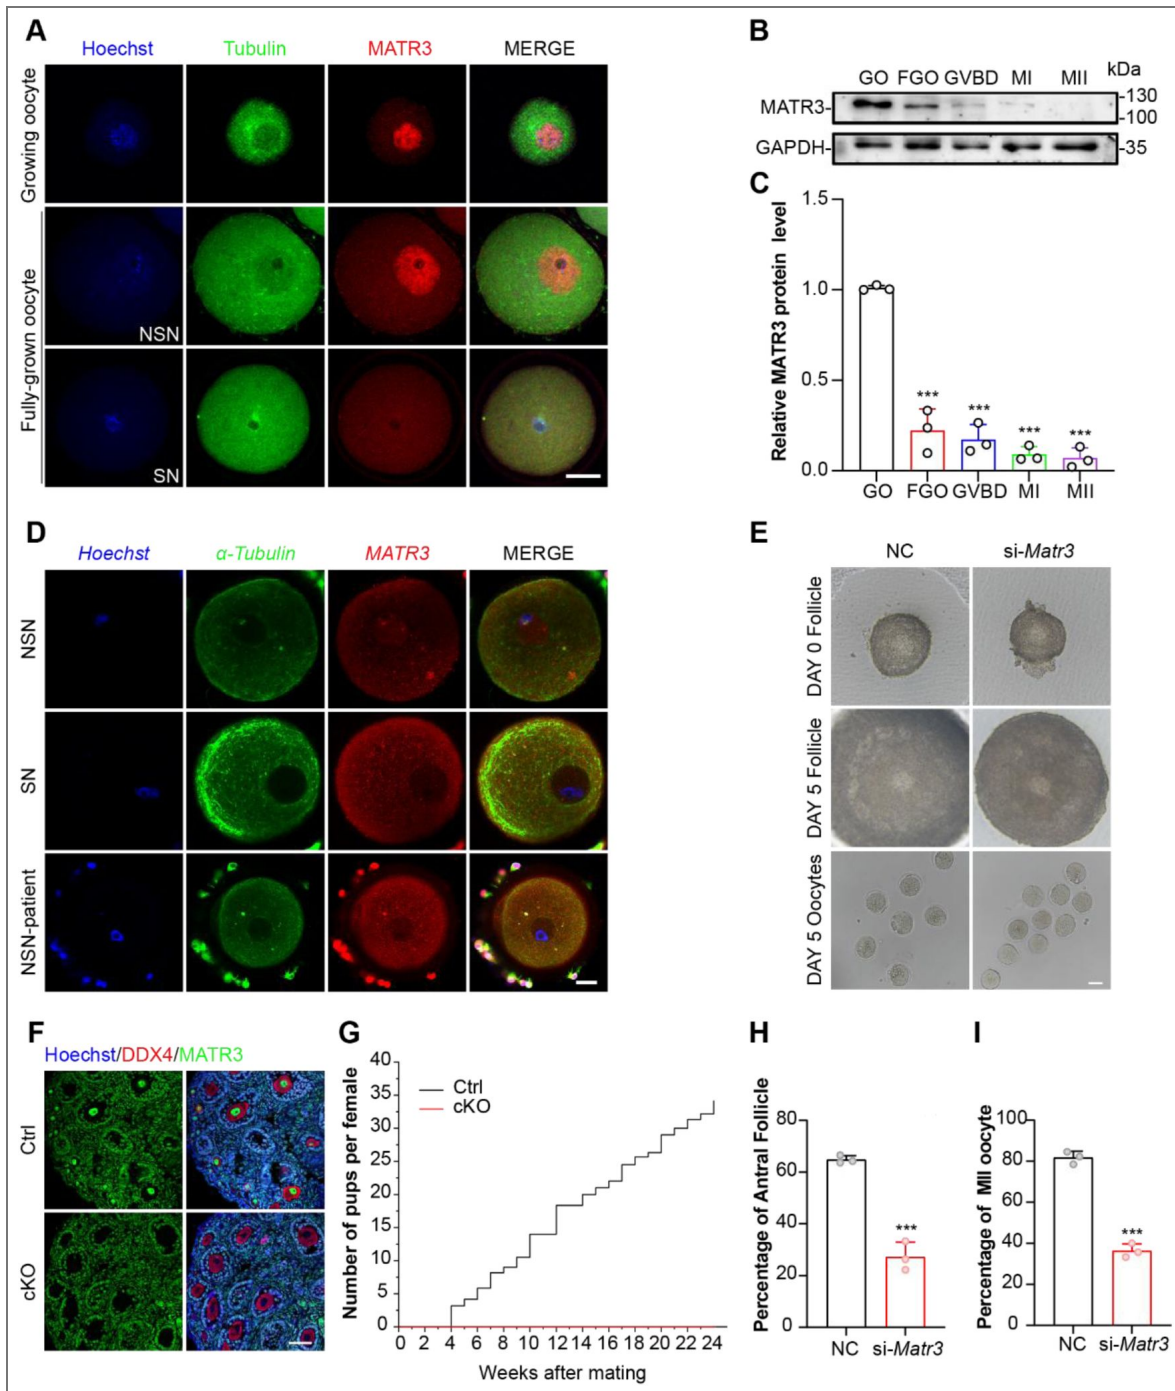 A
Hoechst Tubulin MATR3 MERGE
Growing oocyte
Fully-grown oocyte
NSN
SN
B
GO FGO GVBD MI MII kDa
MATR3- -130
-100
GAPDH- -35
C
Relative MATR3 protein level
1.5
1.0
0.5
0.0
*** *** *** ***
GO FGO GVBD MI MII
D
Hoechst α-Tubulin MATR3 MERGE
NSN
SN
NSN-patient
E
NC si-Matr3
DAY 0 Follicle
DAY 5 Follicle
DAY 5 Oocytes
F
Hoechst/DDX4/MATR3
Ctrl
cKO
G
Number of pups per female
40
35
30
25
20
15
10
5
0
Ctrl
cKO
0 2 4 6 8 10 12 14 16 18 20 22 24
Weeks after mating
H
Percentage of Antral Follicle
80
60
40
20
0
***
NC si-Matr3
I
Percentage of MII oocyte
100
80
60
40
20
0
***
NC si-Matr3